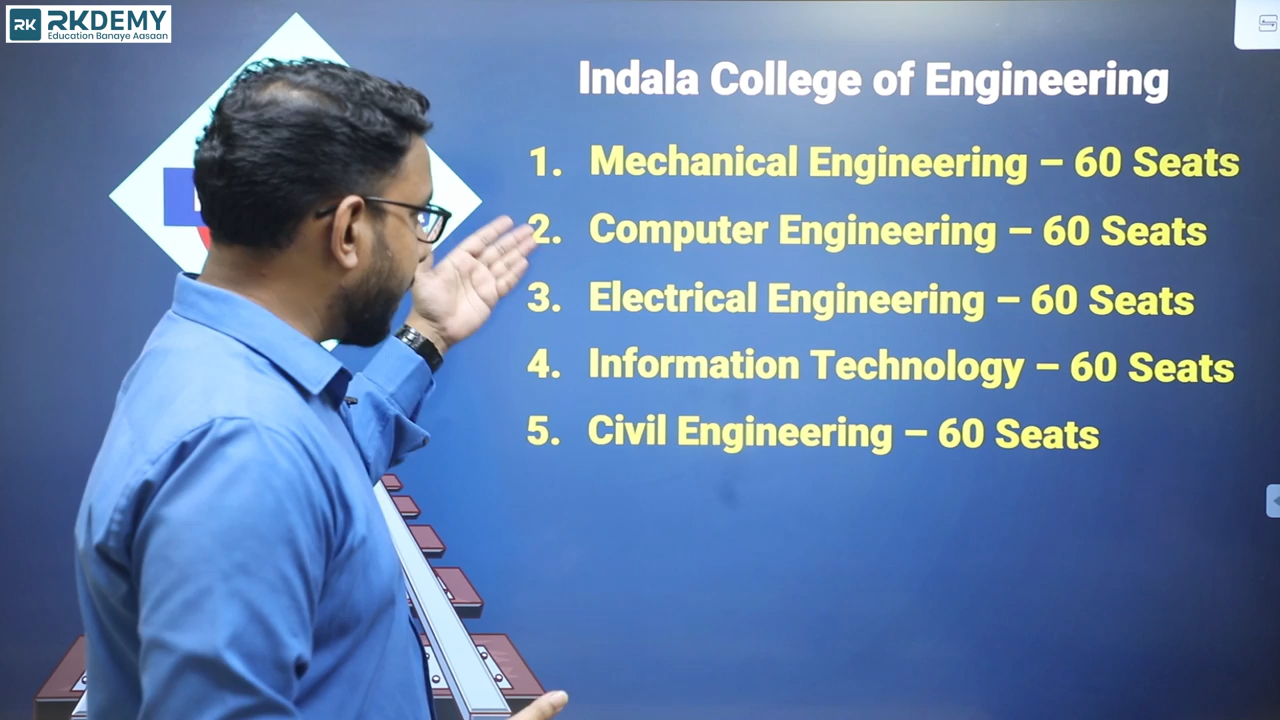 RK RKDEMY
Education Banaye Aasaan
Indala College of Engineering
1. Mechanical Engineering – 60 Seats
2. Computer Engineering – 60 Seats
3. Electrical Engineering – 60 Seats
4. Information Technology – 60 Seats
5. Civil Engineering – 60 Seats